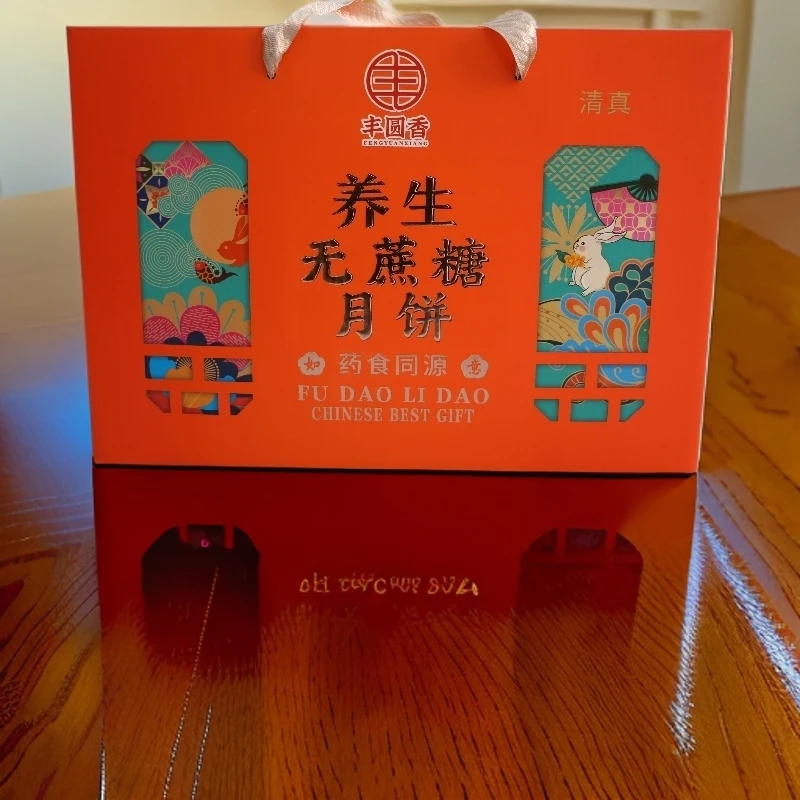 丰圆香
FENGYUANXIANG
清真
养生
无蔗糖
月饼
如 药食同源 意
FU DAO LI DAO
CHINESE BEST GIFT